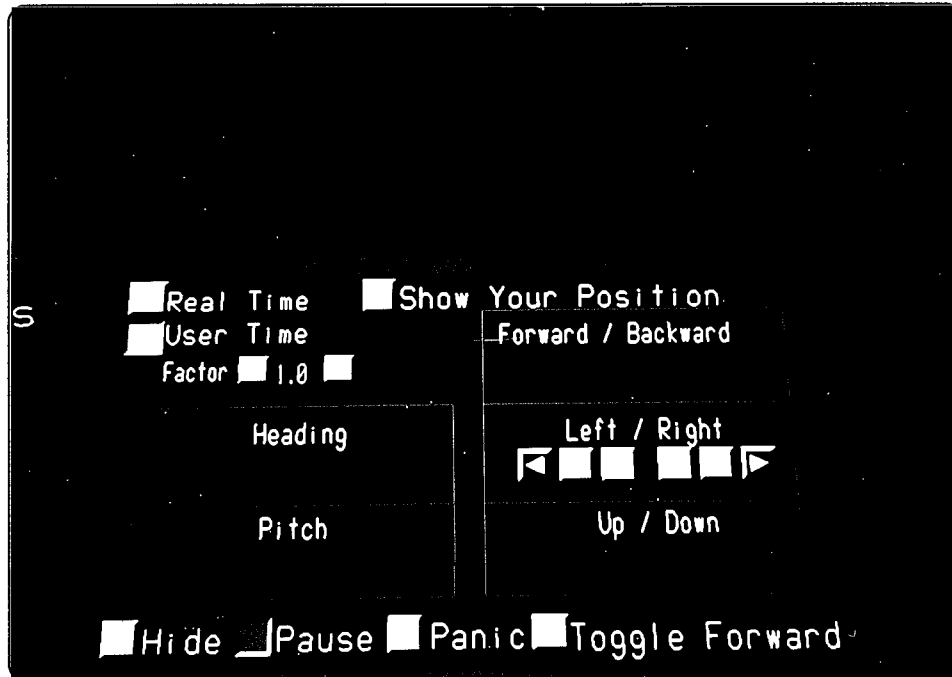 Real Time
Show Your Position
S
User Time
Forward / Backward
Factor 1.0
Heading
Left / Right
Pitch
Up / Down
Hide Pause Panic Toggle Forward